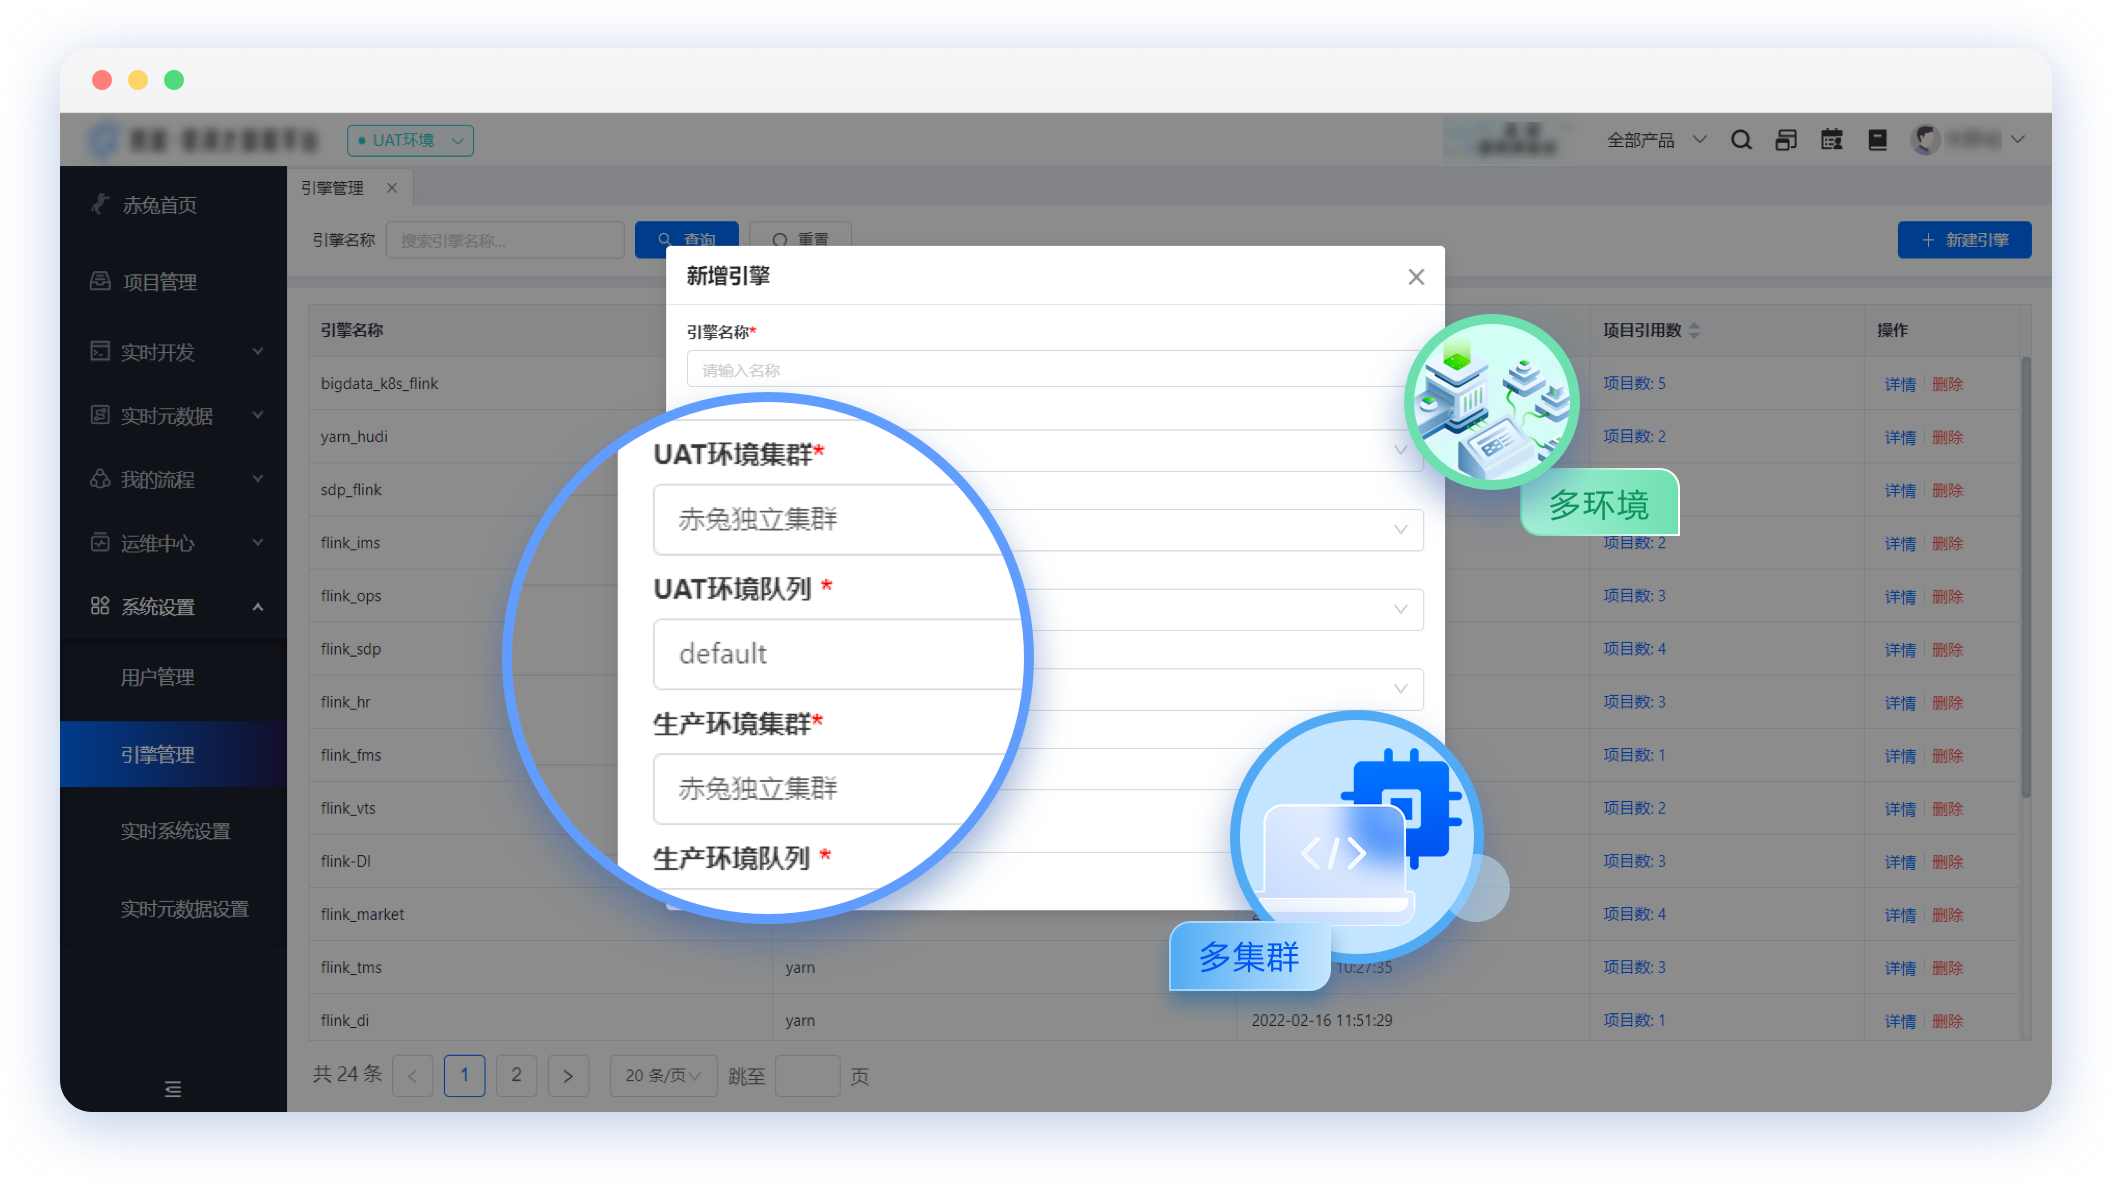 UAT环境
全部产品
赤兔首页
项目管理
实时开发
实时元数据
我的流程
运维中心
系统设置
用户管理
引擎管理
实时系统设置
实时元数据设置
引擎管理
引擎名称
搜索引擎名称...
查询
重置
新建引擎
引擎名称
项目引用数
操作
bigdata_k8s_flink
项目数: 5
详情 删除
yarn_hudi
项目数: 2
详情 删除
sdp_flink
详情 删除
flink_ims
项目数: 2
详情 删除
flink_ops
项目数: 3
详情 删除
flink_sdp
项目数: 4
详情 删除
flink_hr
项目数: 3
详情 删除
flink_fms
项目数: 1
详情 删除
flink_vts
项目数: 2
详情 删除
flink-DI
项目数: 3
详情 删除
flink_market
项目数: 4
详情 删除
flink_tms
yarn
10:27:35
项目数: 3
详情 删除
flink_di
yarn
2022-02-16 11:51:29
项目数: 1
详情 删除
共 24 条
1
2
20 条/页
跳至
页
新增引擎
引擎名称*
请输入名称
UAT环境集群*
赤兔独立集群
UAT环境队列 *
default
生产环境集群*
赤兔独立集群
生产环境队列 *
多环境
多集群